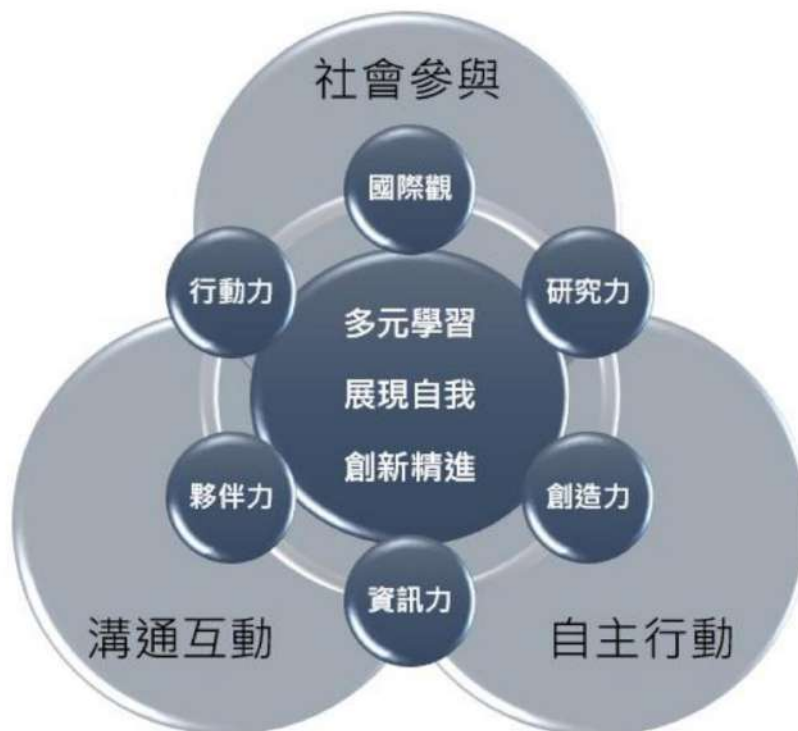 社會參與
國際觀
行動力
研究力
多元學習
展現自我
創新精進
夥伴力
創造力
資訊力
溝通互動
自主行動